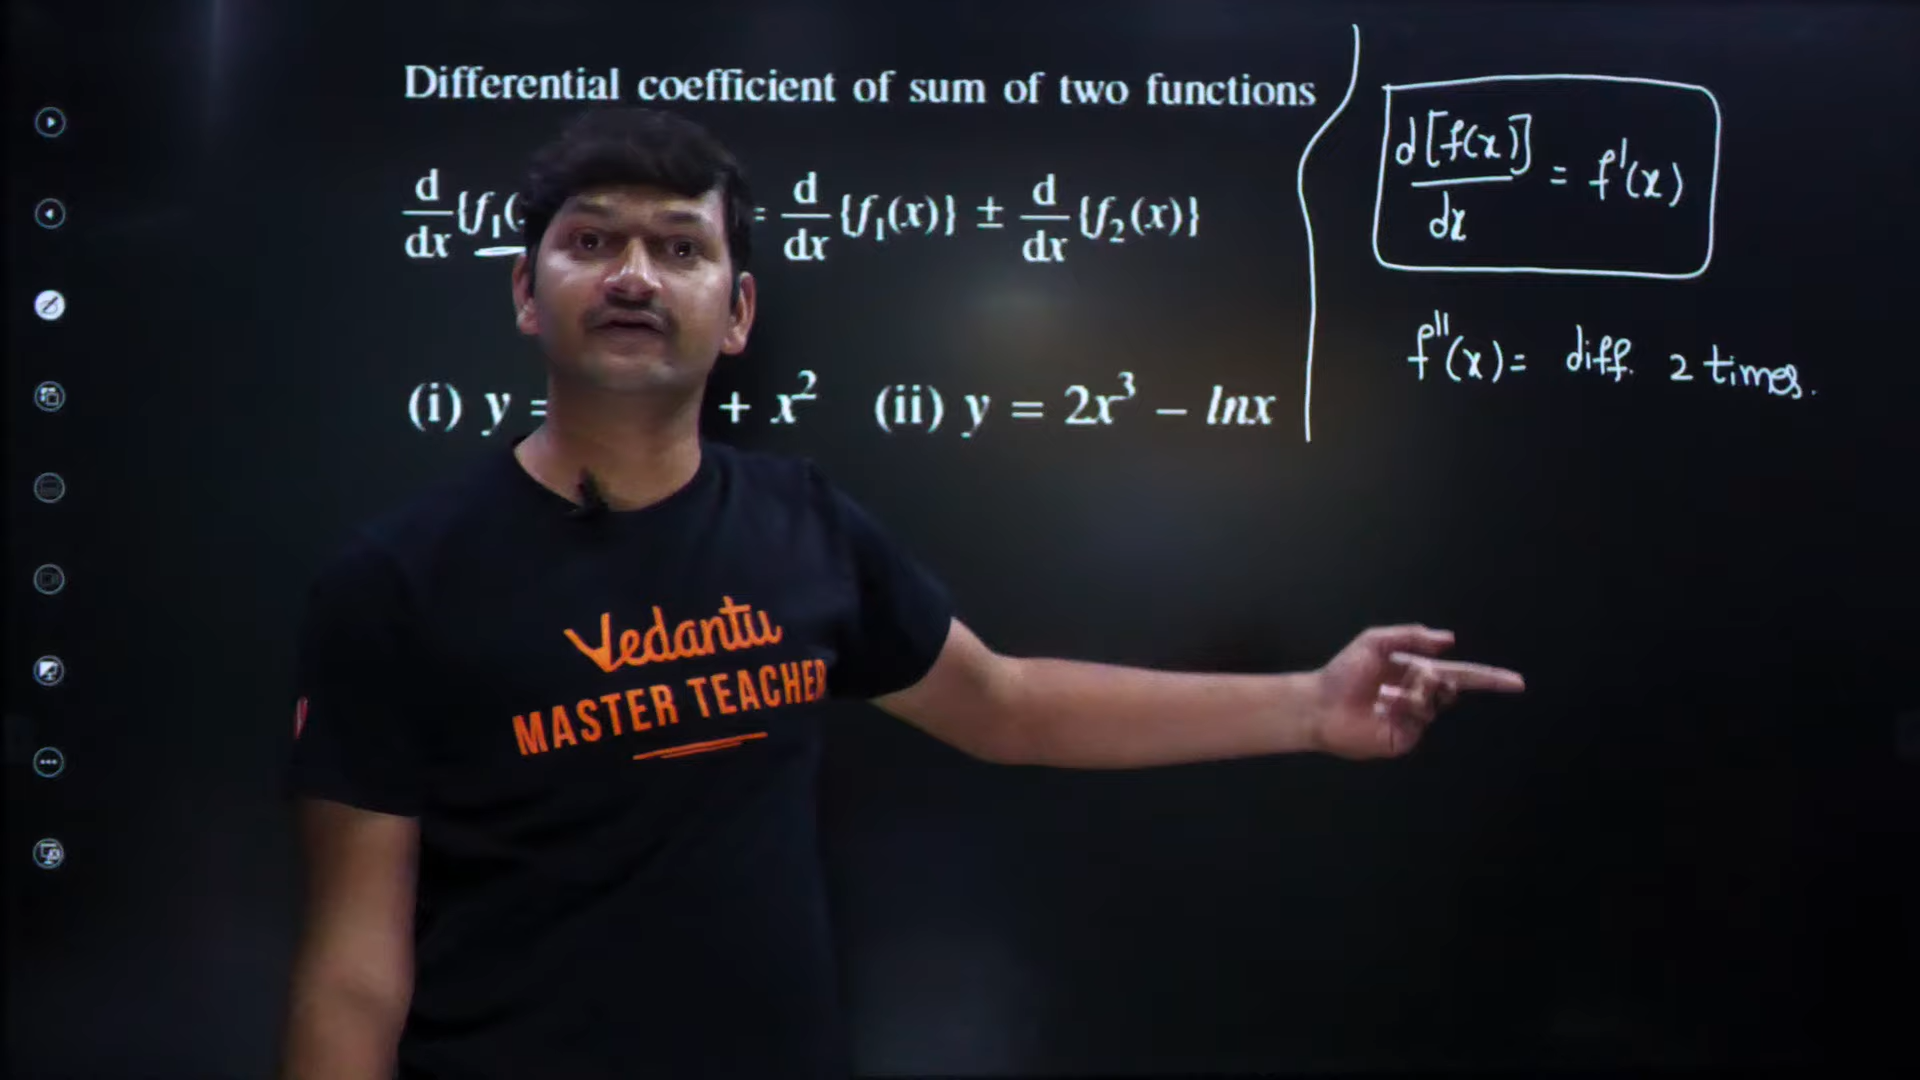 Differential coefficient of sum of two functions
d/dx {f₁( = d/dx {f₁(x)} ± d/dx {f₂(x)}
(i) y = + x² (ii) y = 2x³ – lnx
d[f(x)]/dx = f'(x)
f''(x) = diff. 2 times.
Vedantu
MASTER TEACHER